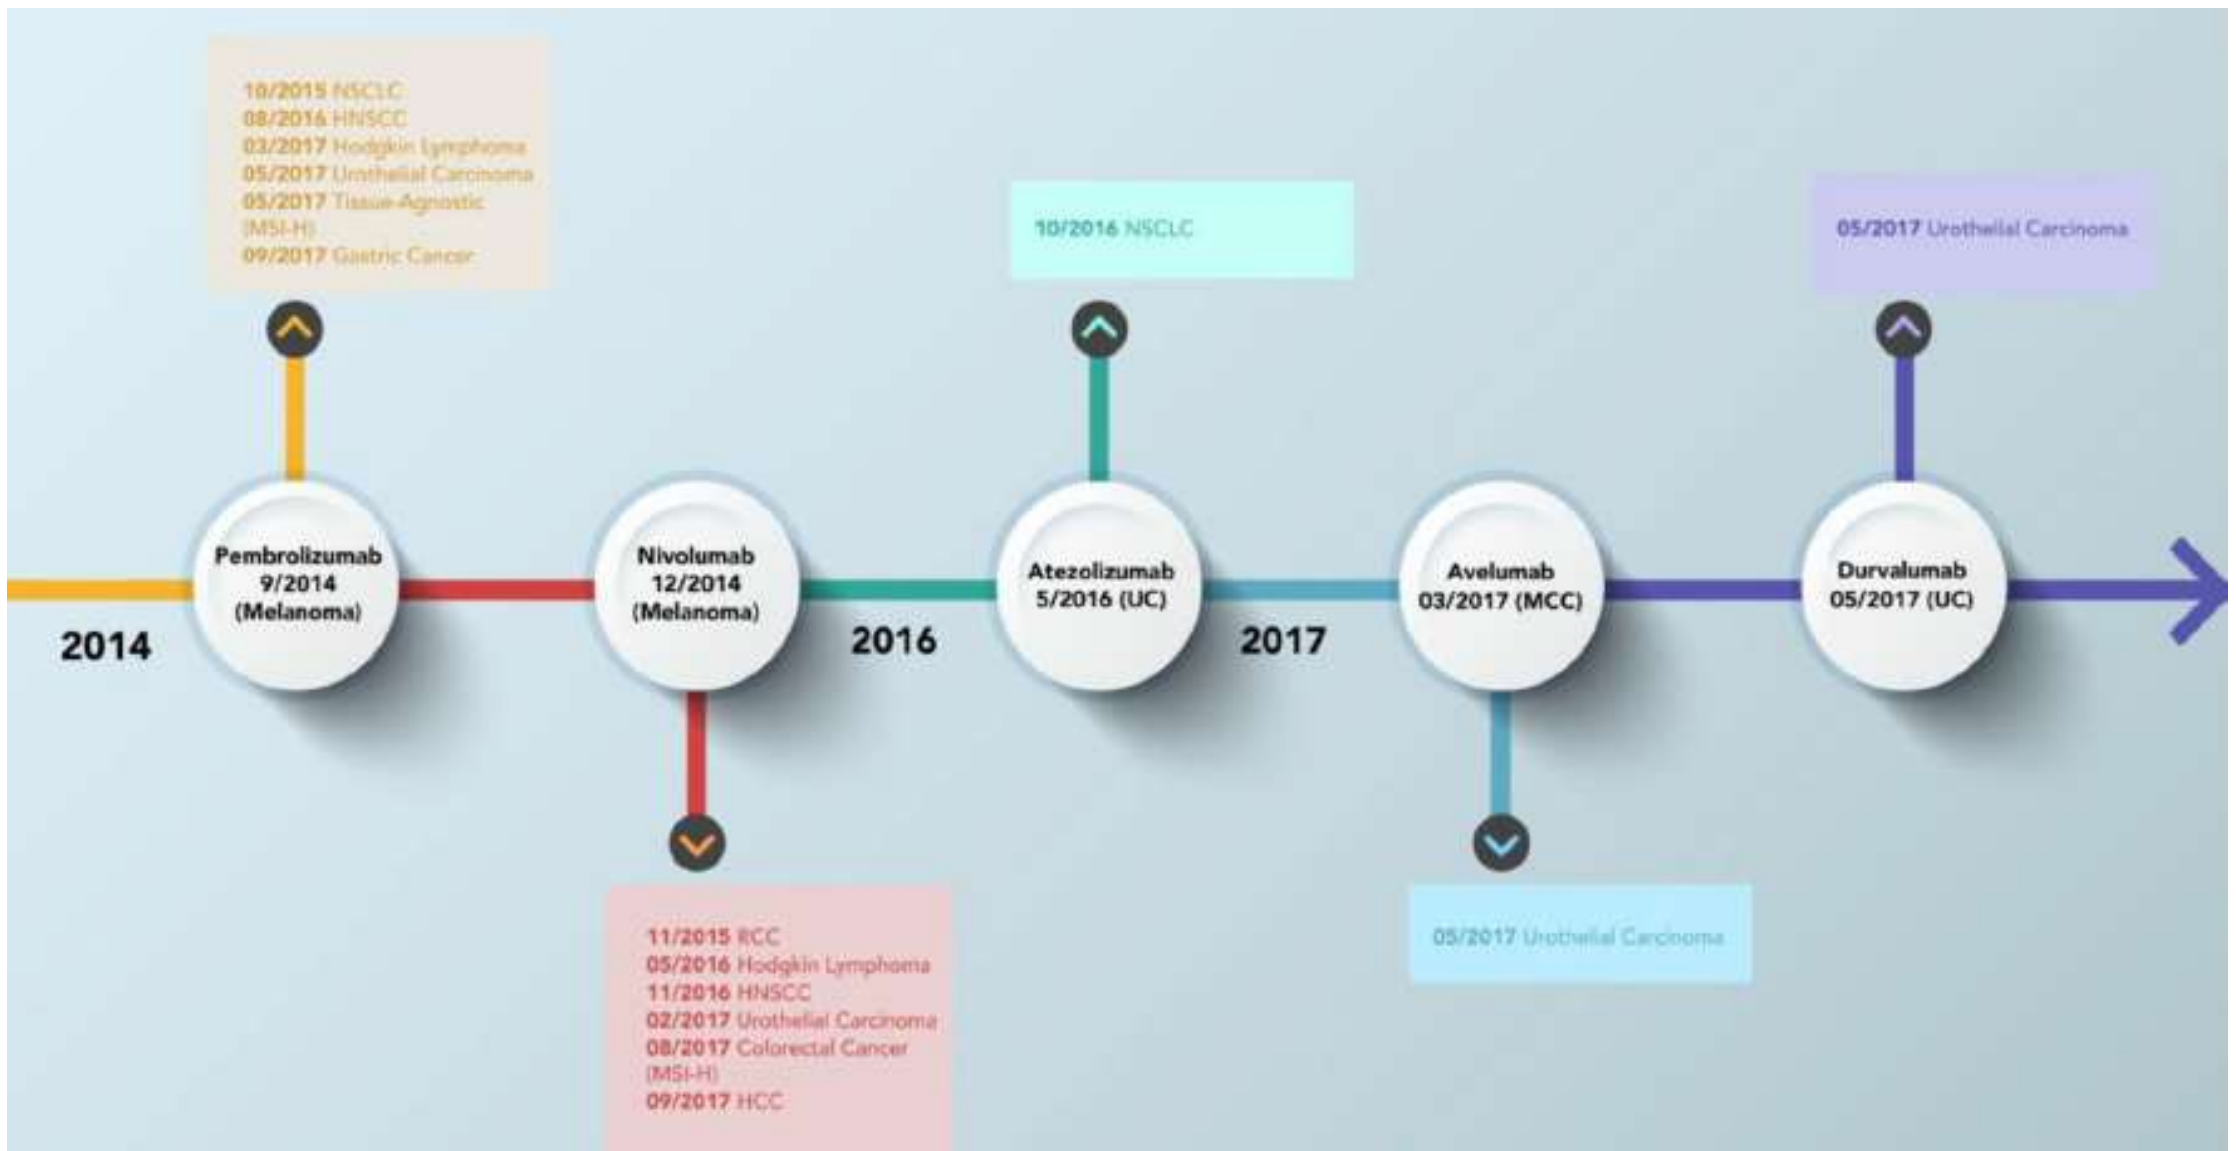 10/2015 NSCLC
08/2016 HNSCC
03/2017 Hodgkin Lymphoma
05/2017 Urothelial Carcinoma
05/2017 Tissue-Agnostic
(MSI-H)
09/2017 Gastric Cancer
10/2016 NSCLC
05/2017 Urothelial Carcinoma
Pembrolizumab
9/2014
(Melanoma)
Nivolumab
12/2014
(Melanoma)
Atezolizumab
5/2016 (UC)
Avelumab
03/2017 (MCC)
Durvalumab
05/2017 (UC)
2014
2016
2017
11/2015 RCC
05/2016 Hodgkin Lymphoma
11/2016 HNSCC
02/2017 Urothelial Carcinoma
08/2017 Colorectal Cancer
(MSI-H)
09/2017 HCC
05/2017 Urothelial Carcinoma